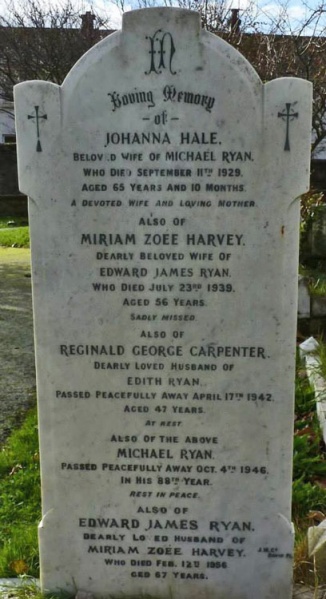 In
Loving Memory
- of -
JOHANNA HALE,
BELOVED WIFE OF MICHAEL RYAN.
WHO DIED SEPTEMBER 11TH 1929.
AGED 65 YEARS AND 10 MONTHS.
A DEVOTED WIFE AND LOVING MOTHER.
ALSO OF
MIRIAM ZOEE HARVEY.
DEARLY BELOVED WIFE OF
EDWARD JAMES RYAN.
WHO DIED JULY 23RD 1939.
AGED 56 YEARS.
SADLY MISSED
ALSO OF
REGINALD GEORGE CARPENTER.
DEARLY LOVED HUSBAND OF
EDITH RYAN.
PASSED PEACEFULLY AWAY APRIL 17TH 1942.
AGED 47 YEARS.
AT REST
ALSO OF THE ABOVE
MICHAEL RYAN.
PASSED PEACEFULLY AWAY OCT. 4TH 1946.
IN HIS 88TH YEAR.
REST IN PEACE.
ALSO OF
EDWARD JAMES RYAN.
DEARLY LOVED HUSBAND OF
MIRIAM ZOEE HARVEY.
WHO DIED FEB. 12TH 1956
AGED 67 YEARS.